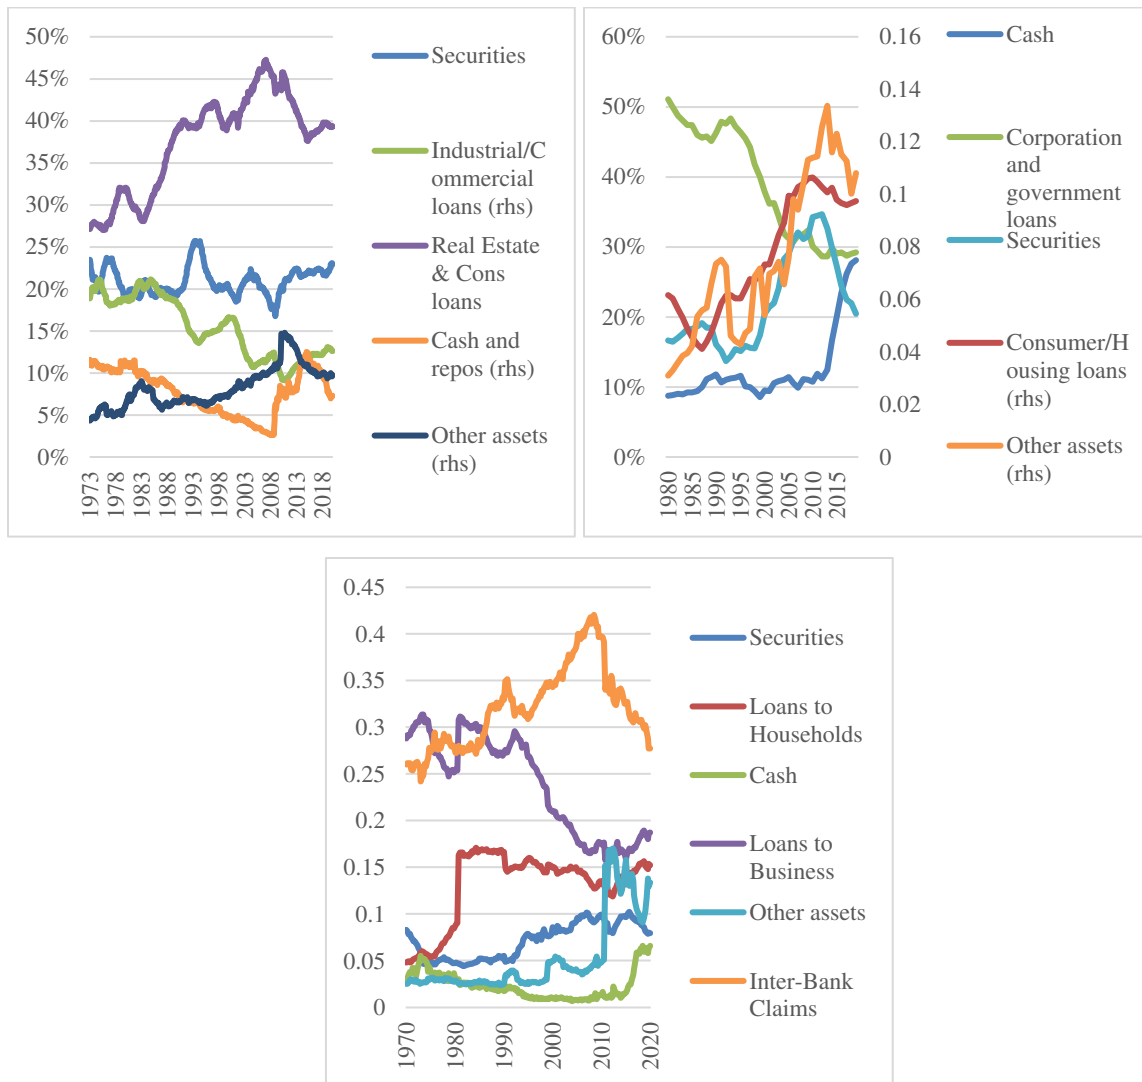 50%
45%
40%
35%
30%
25%
20%
15%
10%
5%
0%
1973
1978
1983
1988
1993
1998
2003
2008
2013
2018
Securities
Industrial/C
ommercial
loans (rhs)
Real Estate
& Cons
loans
Cash and
repos (rhs)
Other assets
(rhs)
60%
50%
40%
30%
20%
10%
0%
1980
1985
1990
1995
2000
2005
2010
2015
0.16
0.14
0.12
0.1
0.08
0.06
0.04
0.02
0
Cash
Corporation
and
government
loans
Securities
Consumer/H
ousing loans
(rhs)
Other assets
(rhs)
0.45
0.4
0.35
0.3
0.25
0.2
0.15
0.1
0.05
0
1970
1980
1990
2000
2010
2020
Securities
Loans to
Households
Cash
Loans to
Business
Other assets
Inter-Bank
Claims